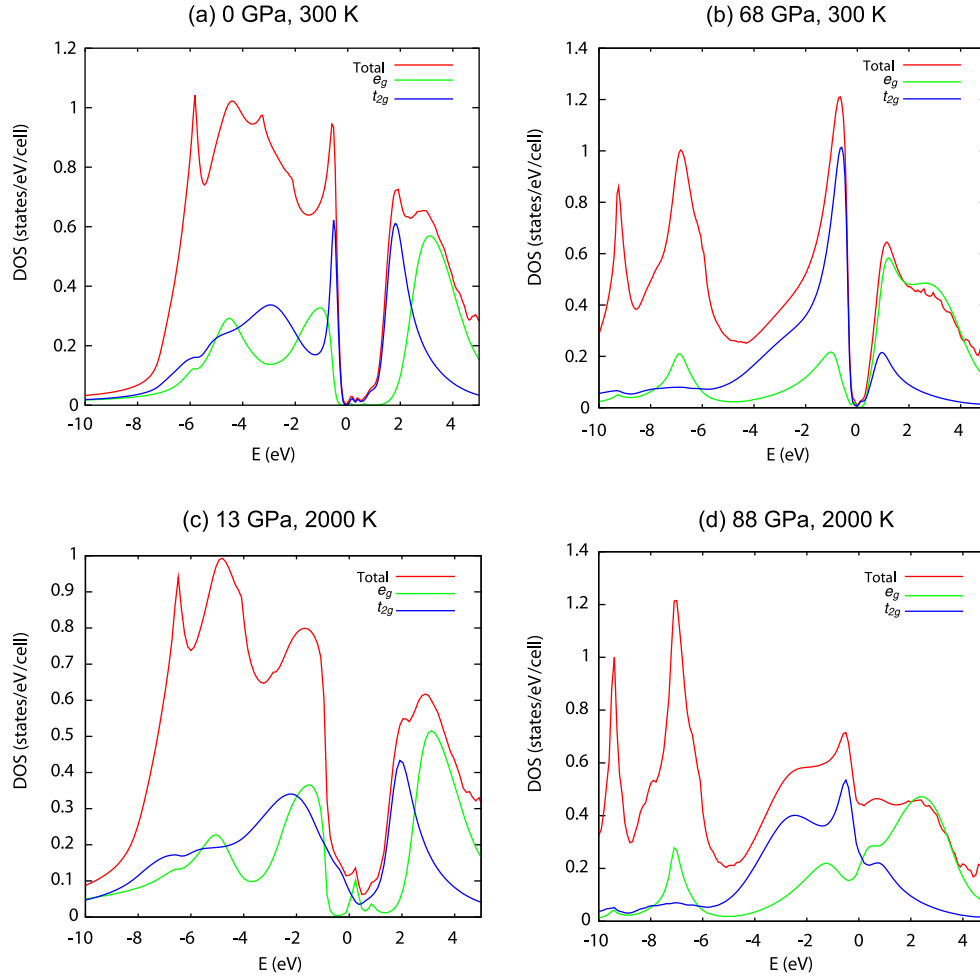 (a) 0 GPa, 300 K
1.2
1
0.8
0.6
0.4
0.2
0
DOS (states/eV/cell)
Total
eg
t2g
-10 -8 -6 -4 -2 0 2 4
E (eV)
(b) 68 GPa, 300 K
1.4
1.2
1
0.8
0.6
0.4
0.2
0
DOS (states/eV/cell)
Total
eg
t2g
-10 -8 -6 -4 -2 0 2 4
E (eV)
(c) 13 GPa, 2000 K
1
0.9
0.8
0.7
0.6
0.5
0.4
0.3
0.2
0.1
0
DOS (states/eV/cell)
Total
eg
t2g
-10 -8 -6 -4 -2 0 2 4
E (eV)
(d) 88 GPa, 2000 K
1.4
1.2
1
0.8
0.6
0.4
0.2
0
DOS (states/eV/cell)
Total
eg
t2g
-10 -8 -6 -4 -2 0 2 4
E (eV)